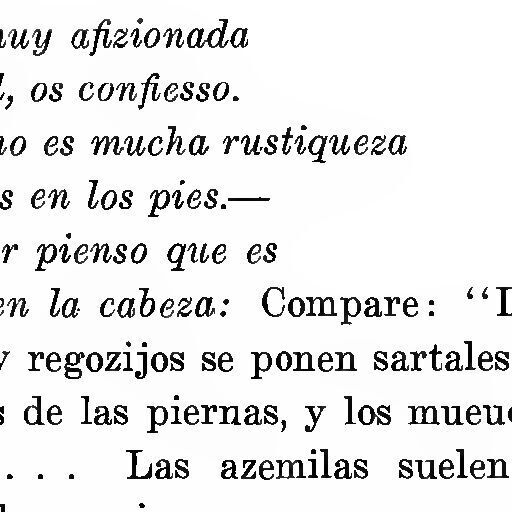 muy afizionada
, os confiesso.
no es mucha rustiqueza
s en los pies.—
r pienso que es
en la cabeza: Compare: “
y regozijos se ponen sartales
s de las piernas, y los mueu
. . . Las azemilas suelen